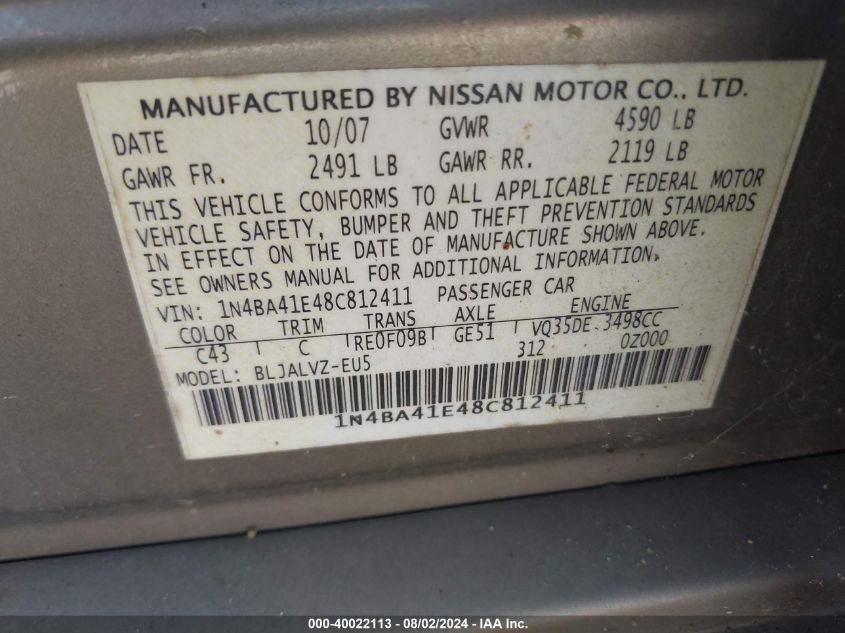 MANUFACTURED BY NISSAN MOTOR CO., LTD.
DATE 10/07 GVWR 4590 LB
GAWR FR. 2491 LB GAWR RR. 2119 LB
THIS VEHICLE CONFORMS TO ALL APPLICABLE FEDERAL MOTOR
VEHICLE SAFETY, BUMPER AND THEFT PREVENTION STANDARDS
IN EFFECT ON THE DATE OF MANUFACTURE SHOWN ABOVE.
SEE OWNERS MANUAL FOR ADDITIONAL INFORMATION.
VIN: 1N4BA41E48C812411 PASSENGER CAR
COLOR TRIM TRANS AXLE ENGINE
C43 C RE0F09B GE51 VQ35DE 3498CC
MODEL: BLJALVZ-EU5 312 0Z000
1N4BA41E48C812411
000-40022113 - 08/02/2024 - IAA Inc.